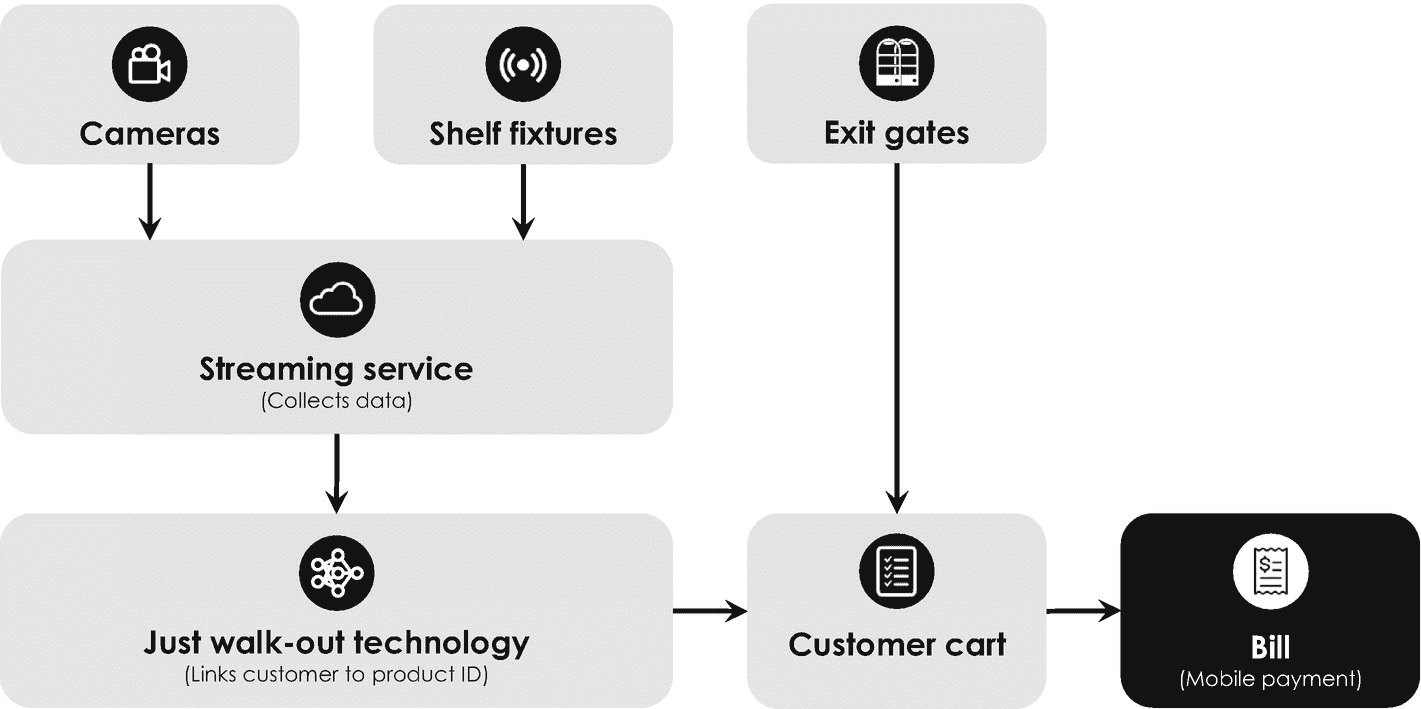 Cameras
Shelf fixtures
Exit gates
Streaming service
(Collects data)
Just walk-out technology
(Links customer to product ID)
Customer cart
$
Bill
(Mobile payment)